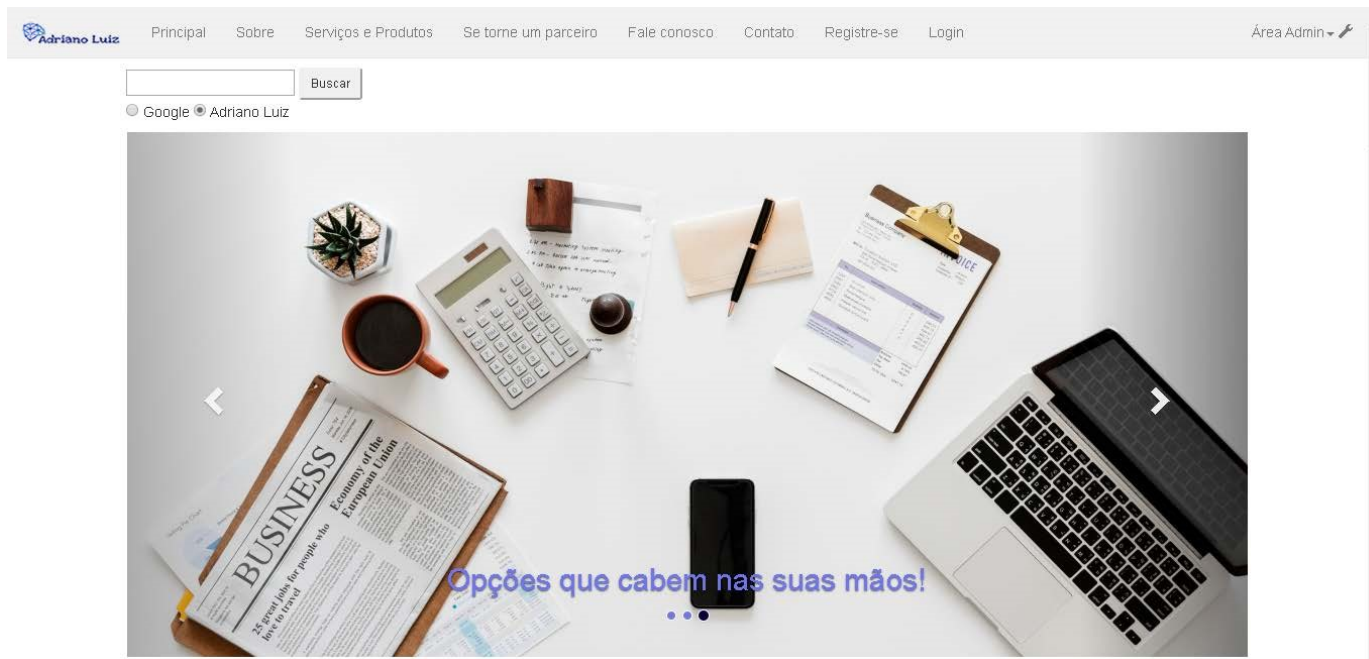 Adriano Luiz
Principal
Sobre
Serviços e Produtos
Se torne um parceiro
Fale conosco
Contato
Registre-se
Login
Área Admin
Buscar
Google
Adriano Luiz
Business Company
INVOICE
BUSINESS
Economy of the
European Union
25 great jobs for people who
love to travel
Opções que cabem nas suas mãos!